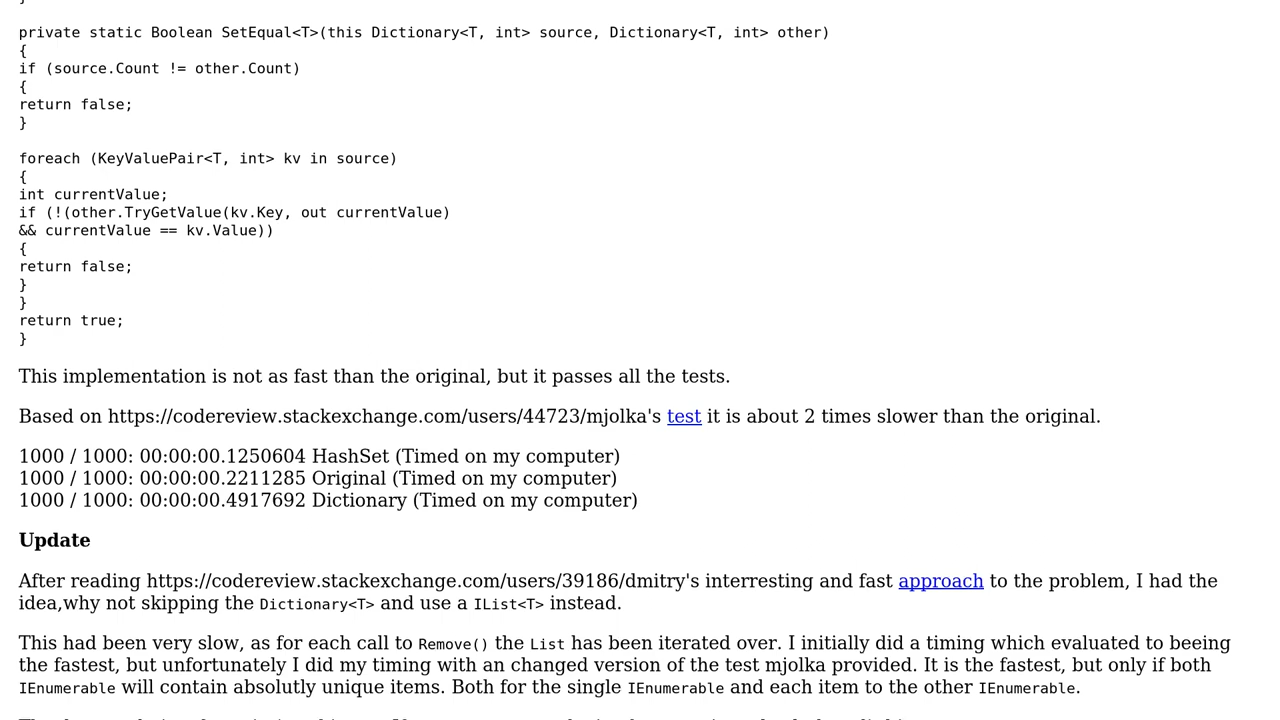 }
private static Boolean SetEqual<T>(this Dictionary<T, int> source, Dictionary<T, int> other)
{
if (source.Count != other.Count)
{
return false;
}
foreach (KeyValuePair<T, int> kv in source)
{
int currentValue;
if (!(other.TryGetValue(kv.Key, out currentValue)
&& currentValue == kv.Value))
{
return false;
}
}
return true;
}
This implementation is not as fast than the original, but it passes all the tests.
Based on https://codereview.stackexchange.com/users/44723/mjolka's test it is about 2 times slower than the original.
1000 / 1000: 00:00:00.1250604 HashSet (Timed on my computer)
1000 / 1000: 00:00:00.2211285 Original (Timed on my computer)
1000 / 1000: 00:00:00.4917692 Dictionary (Timed on my computer)
Update
After reading https://codereview.stackexchange.com/users/39186/dmitry's interresting and fast approach to the problem, I had the
idea,why not skipping the Dictionary<T> and use a IList<T> instead.
This had been very slow, as for each call to Remove() the List has been iterated over. I initially did a timing which evaluated to beeing
the fastest, but unfortunately I did my timing with an changed version of the test mjolka provided. It is the fastest, but only if both
IEnumerable will contain absolutly unique items. Both for the single IEnumerable and each item to the other IEnumerable.